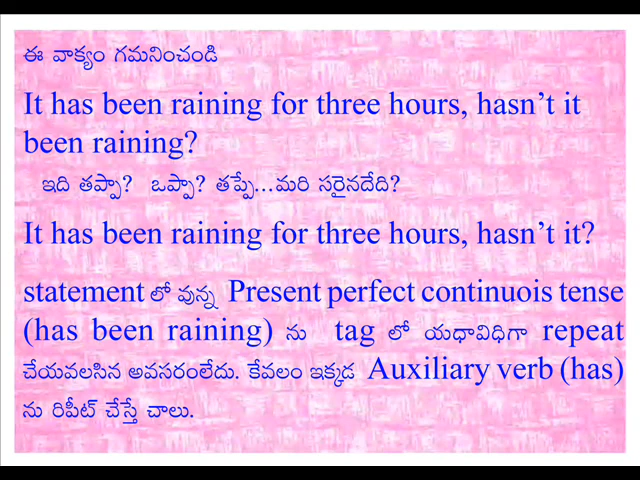 ఈ వాక్యం గమనించండి
It has been raining for three hours, hasn’t it
been raining?
ఇది తప్పా? ఒప్పా? తప్పే...మరి సరైనదేది?
It has been raining for three hours, hasn’t it?
statement లో వున్న Present perfect continuois tense
(has been raining) ను tag లో యధావిధిగా repeat
చేయవలసిన అవసరంలేదు. కేవలం ఇక్కడ Auxiliary verb (has)
ను రిపీట్ చేస్తే చాలు.